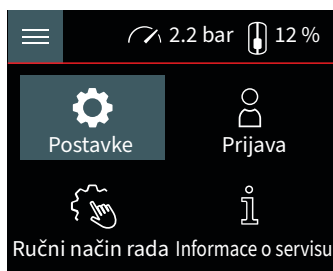 2.2 bar 12 %
Postavke Prijava
Ručni način rada Informace o servisu